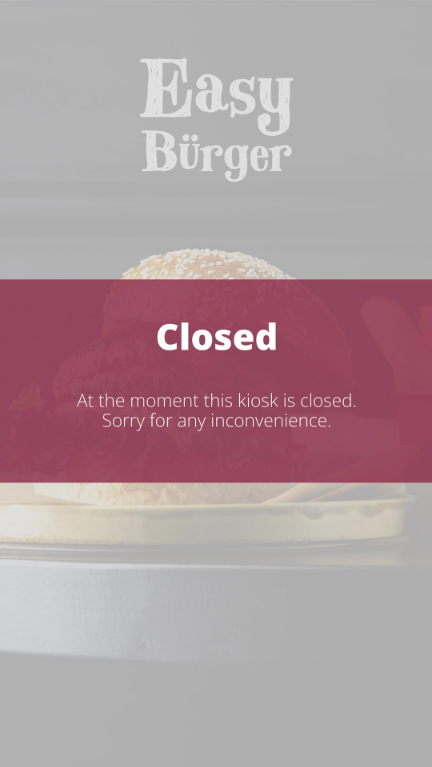 Easy
Bürger
Closed
At the moment this kiosk is closed.
Sorry for any inconvenience.